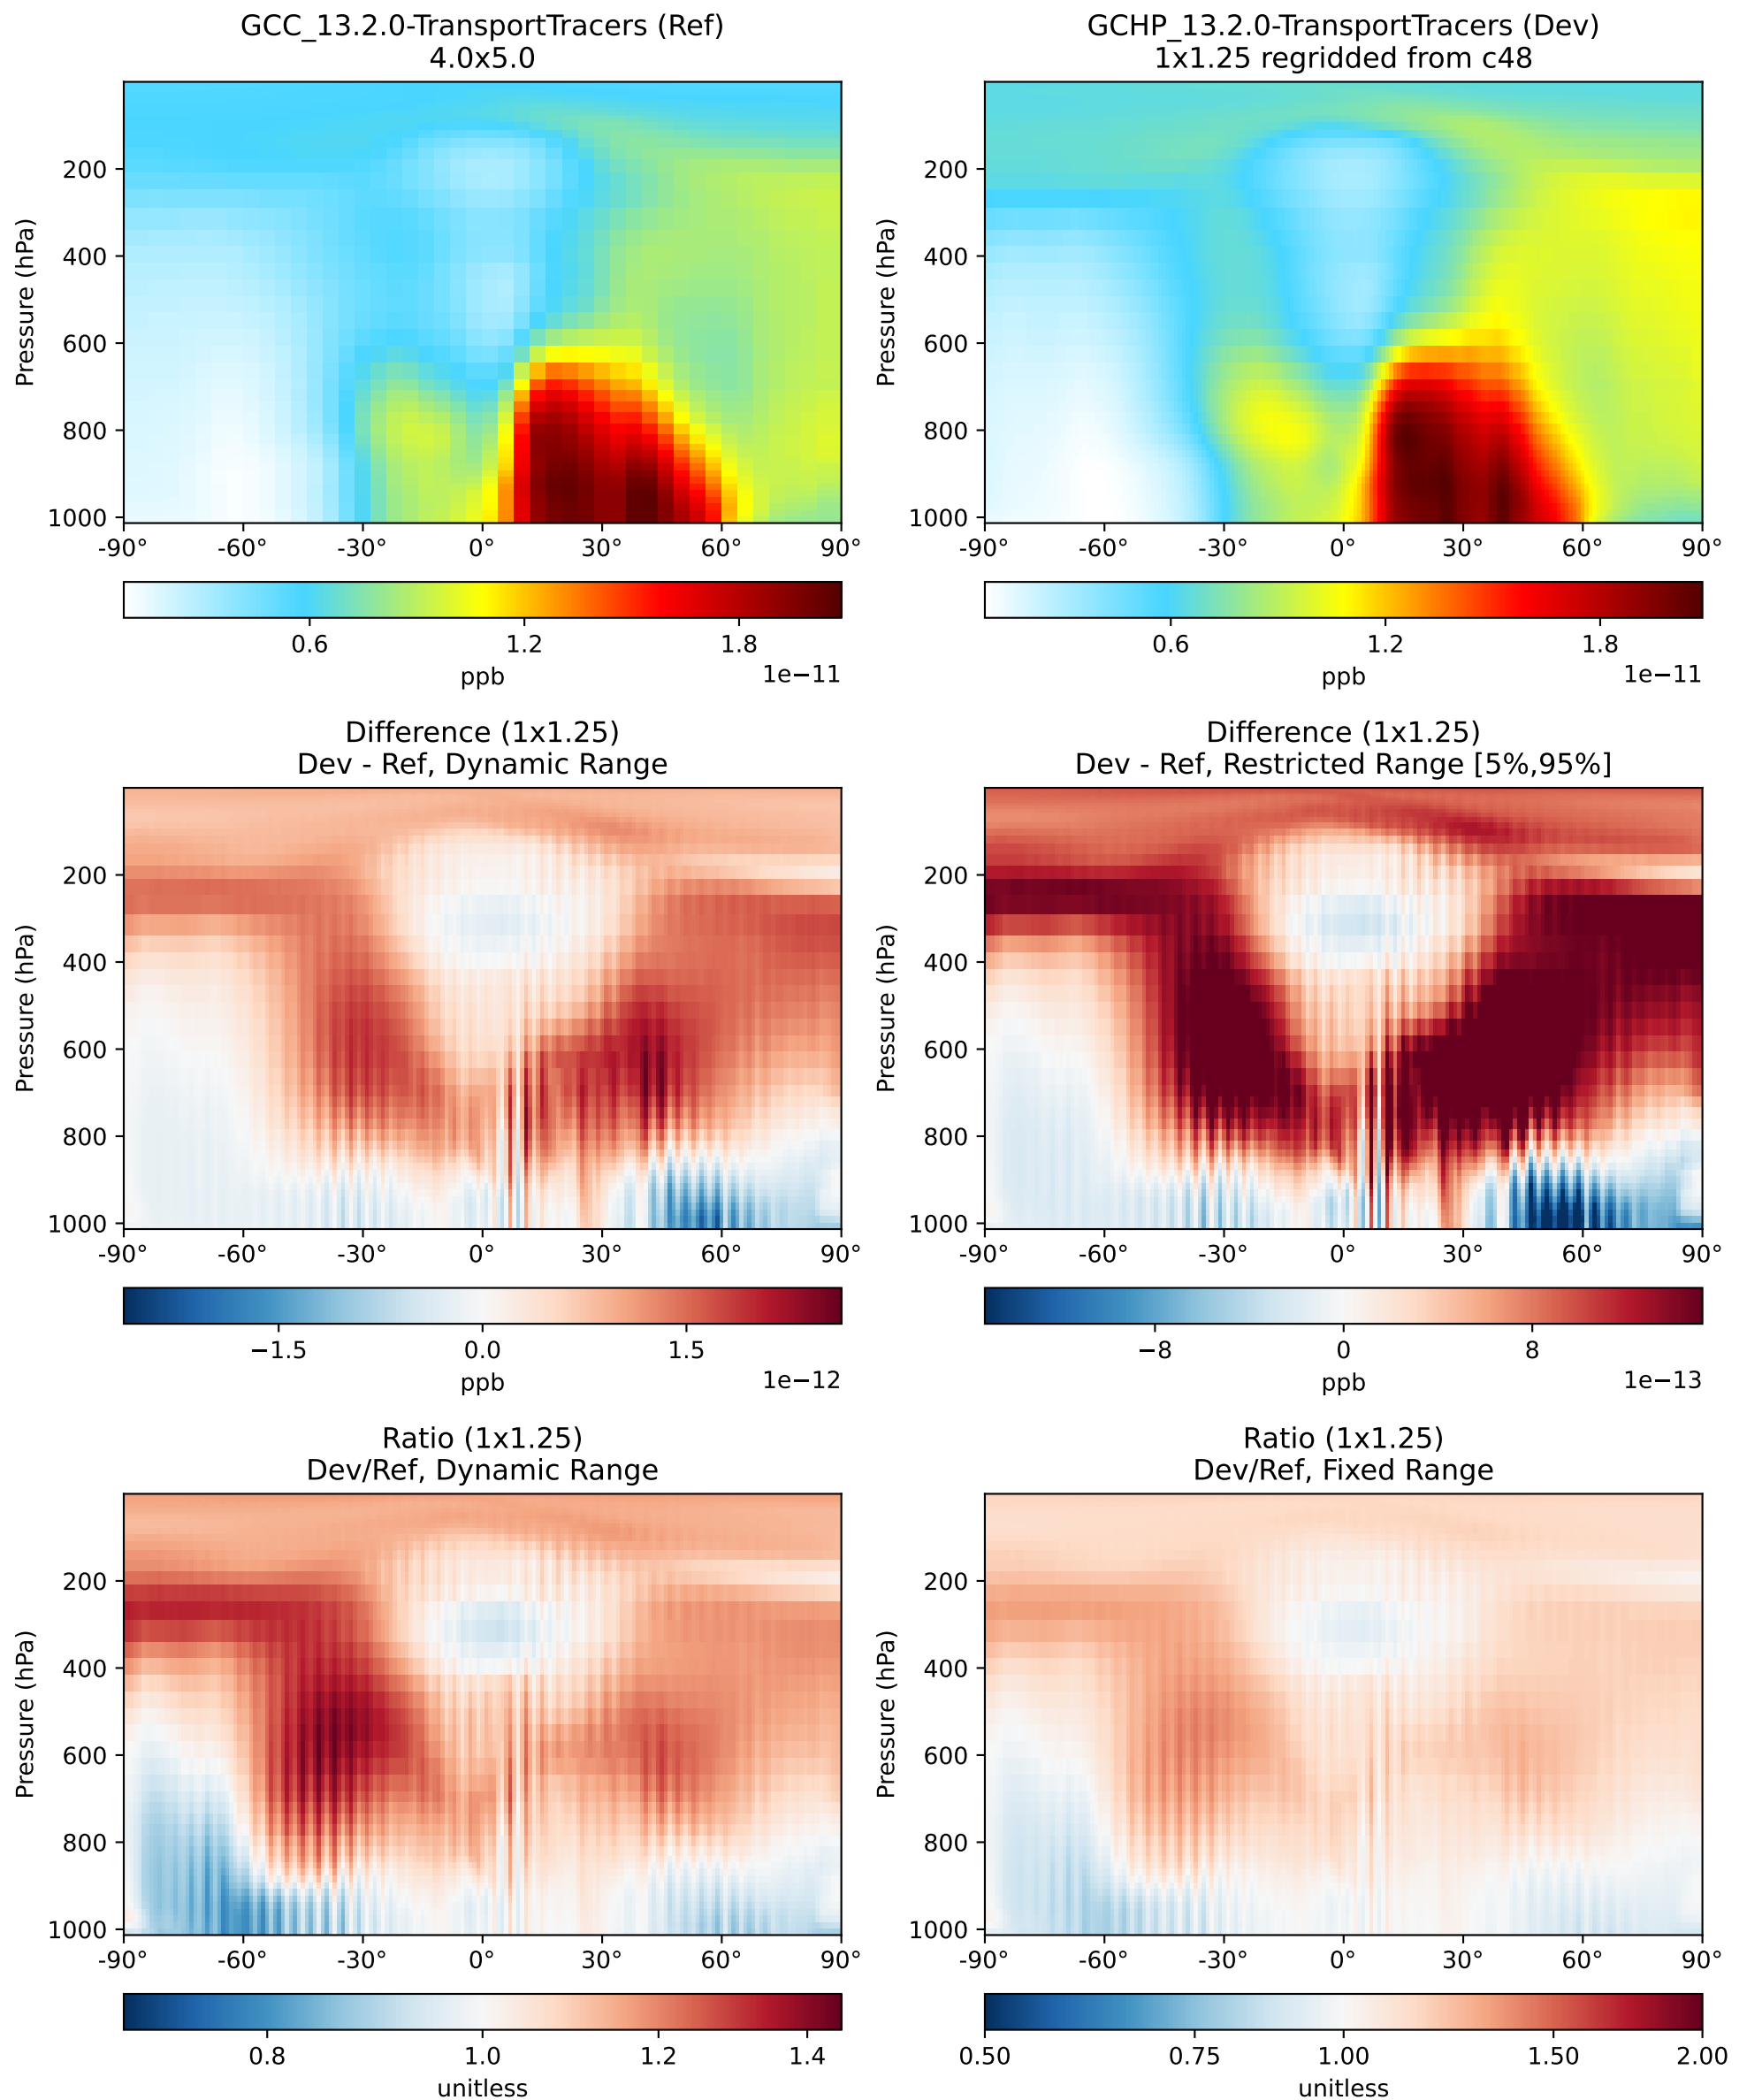 GCC_13.2.0-TransportTracers (Ref)
4.0x5.0
Pressure (hPa)
200
400
600
800
1000
-90° -60° -30° 0° 30° 60° 90°
0.6 1.2 1.8
1e−11
ppb
GCHP_13.2.0-TransportTracers (Dev)
1x1.25 regridded from c48
Pressure (hPa)
200
400
600
800
1000
-90° -60° -30° 0° 30° 60° 90°
0.6 1.2 1.8
1e−11
ppb
Difference (1x1.25)
Dev - Ref, Dynamic Range
Pressure (hPa)
200
400
600
800
1000
-90° -60° -30° 0° 30° 60° 90°
−1.5 0.0 1.5
1e−12
ppb
Difference (1x1.25)
Dev - Ref, Restricted Range [5%,95%]
Pressure (hPa)
200
400
600
800
1000
-90° -60° -30° 0° 30° 60° 90°
−8 0 8
1e−13
ppb
Ratio (1x1.25)
Dev/Ref, Dynamic Range
Pressure (hPa)
200
400
600
800
1000
-90° -60° -30° 0° 30° 60° 90°
0.8 1.0 1.2 1.4
unitless
Ratio (1x1.25)
Dev/Ref, Fixed Range
Pressure (hPa)
200
400
600
800
1000
-90° -60° -30° 0° 30° 60° 90°
0.50 0.75 1.00 1.50 2.00
unitless